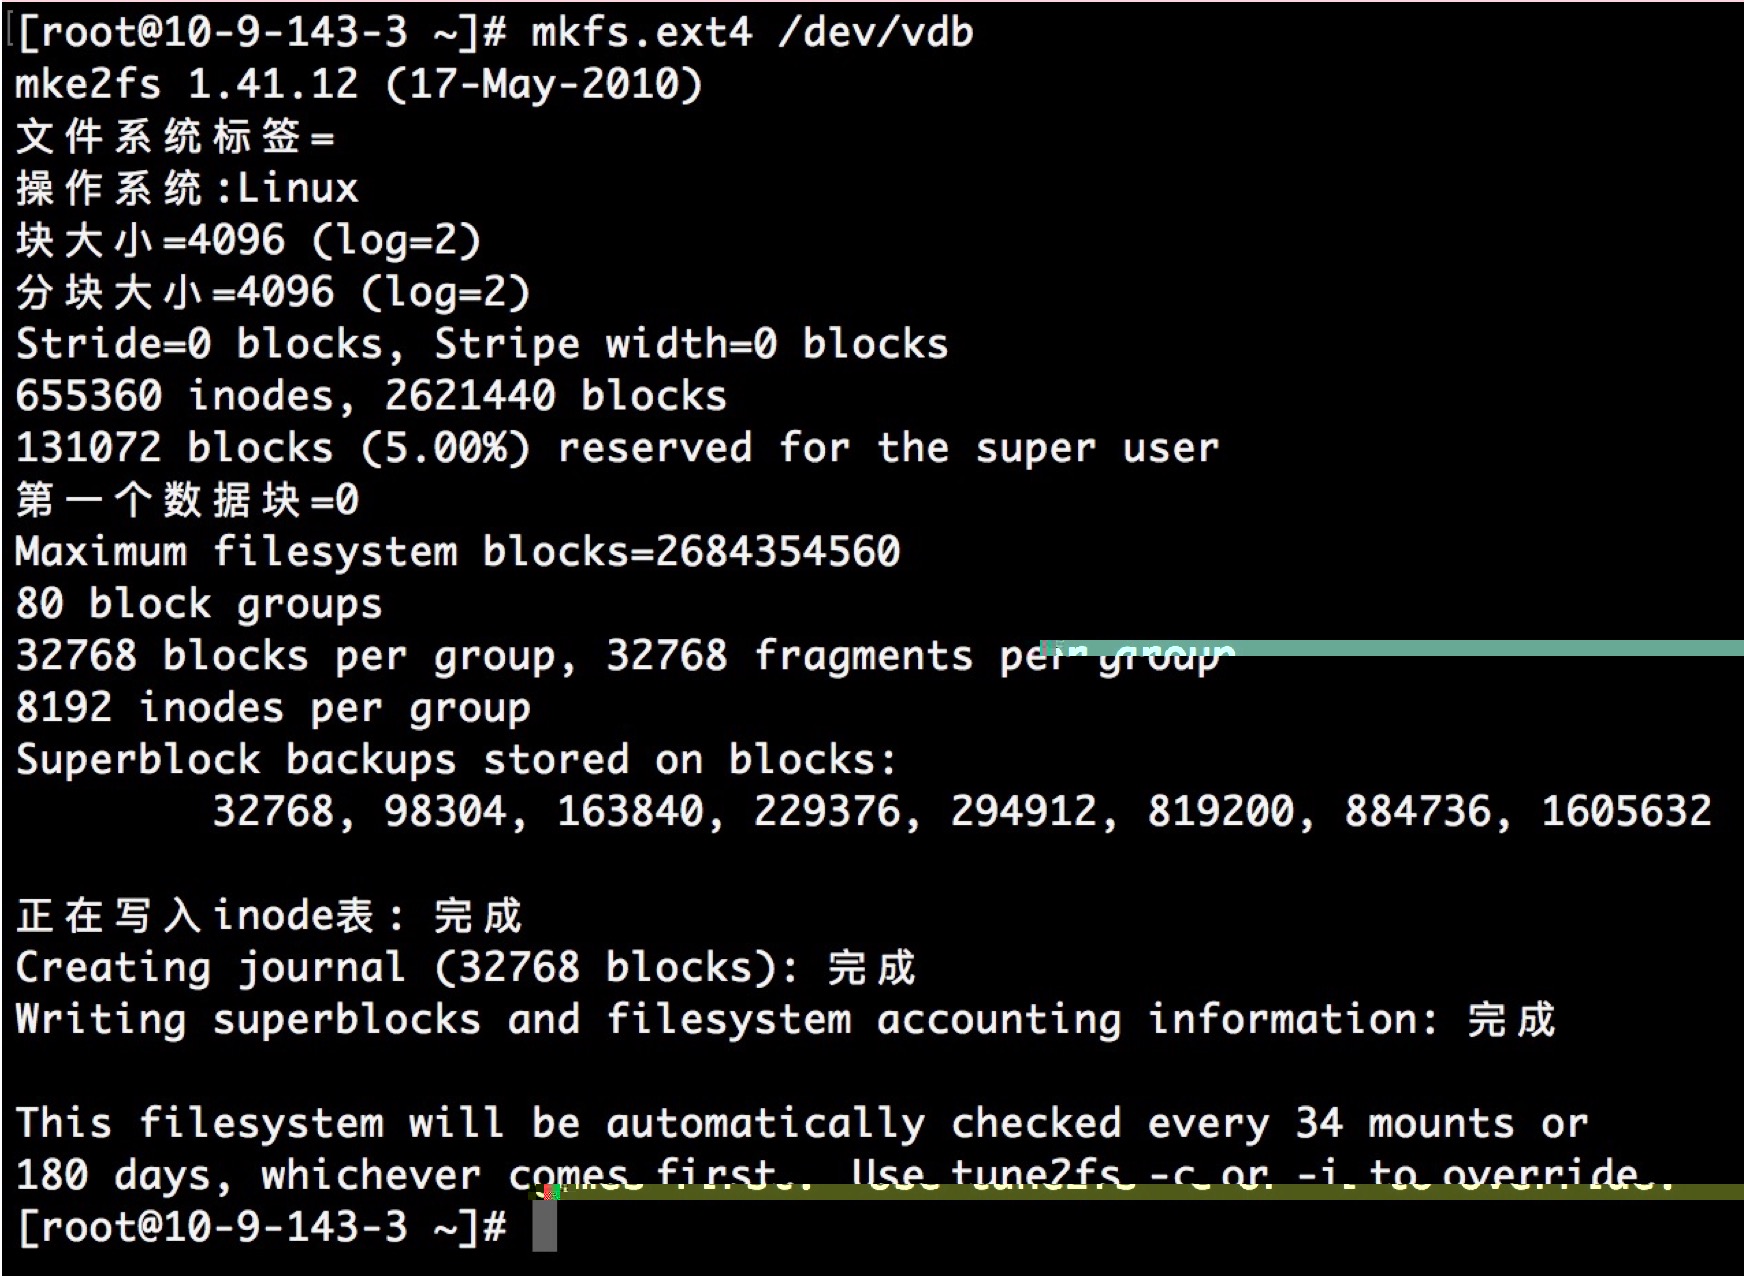 [root@10-9-143-3 ~]# mkfs.ext4 /dev/vdb
mke2fs 1.41.12 (17-May-2010)
文件系统标签=
操作系统:Linux
块大小=4096 (log=2)
分块大小=4096 (log=2)
Stride=0 blocks, Stripe width=0 blocks
655360 inodes, 2621440 blocks
131072 blocks (5.00%) reserved for the super user
第一个数据块=0
Maximum filesystem blocks=2684354560
80 block groups
32768 blocks per group, 32768 fragments per group
8192 inodes per group
Superblock backups stored on blocks:
32768, 98304, 163840, 229376, 294912, 819200, 884736, 1605632
正在写入inode表: 完成
Creating journal (32768 blocks): 完成
Writing superblocks and filesystem accounting information: 完成
This filesystem will be automatically checked every 34 mounts or
180 days, whichever comes first. Use tune2fs -c or -i to override.
[root@10-9-143-3 ~]#